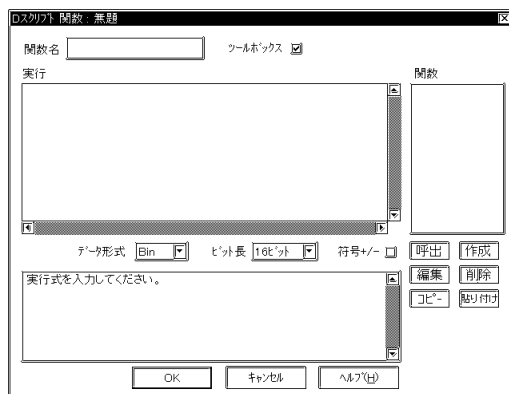 Dスクリプト 関数 : 無題
関数名 ツールボックス
実行 関数
データ形式 Bin ビット長 16ビット 符号+/-
呼出 作成
実行式を入力してください。
編集 削除
コピー 貼り付け
OK キャンセル ヘルプ(H)